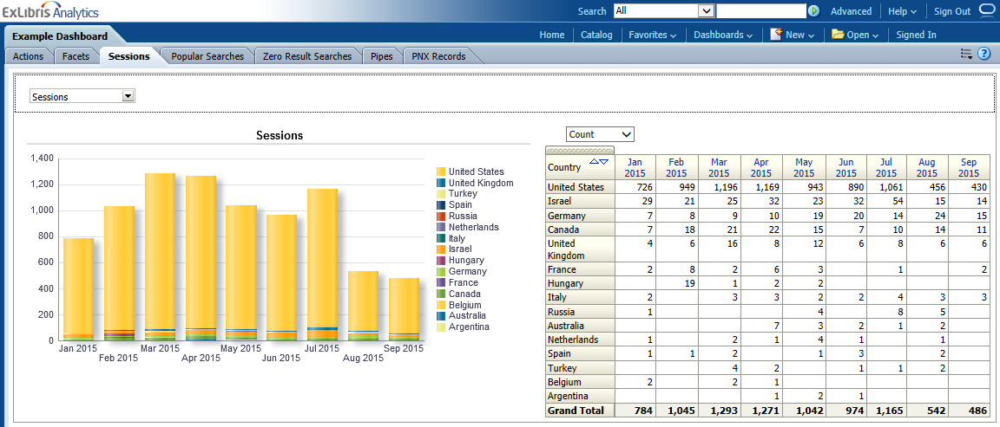 ExLibris Analytics
Search All Advanced Help Sign Out
Example Dashboard
Home Catalog Favorites Dashboards New Open Signed In
Actions Facets Sessions Popular Searches Zero Result Searches Pipes PNX Records
Sessions
Sessions
1,400
1,200
1,000
800
600
400
200
0
Jan 2015
Feb 2015
Mar 2015
Apr 2015
May 2015
Jun 2015
Jul 2015
Aug 2015
Sep 2015
United States
United Kingdom
Turkey
Spain
Russia
Netherlands
Italy
Israel
Hungary
Germany
France
Canada
Belgium
Australia
Argentina
Count
Country Jan 2015 Feb 2015 Mar 2015 Apr 2015 May 2015 Jun 2015 Jul 2015 Aug 2015 Sep 2015
United States 726 949 1,196 1,169 943 890 1,061 456 430
Israel 29 21 25 32 23 32 54 15 14
Germany 7 8 9 10 19 20 14 24 15
Canada 7 18 21 22 15 7 10 14 11
United Kingdom 4 6 16 8 12 6 8 6 6
France 2 8 2 6 3 1 2
Hungary 19 1 2 2
Italy 2 3 3 2 2 4 3 3
Russia 1 4 8 5
Australia 7 3 2 1 2
Netherlands 1 2 1 4 1 1
Spain 1 1 2 1 3 2
Turkey 4 2 1 1 2
Belgium 2 2 1
Argentina 1 2 1
Grand Total 784 1,045 1,293 1,271 1,042 974 1,165 542 486